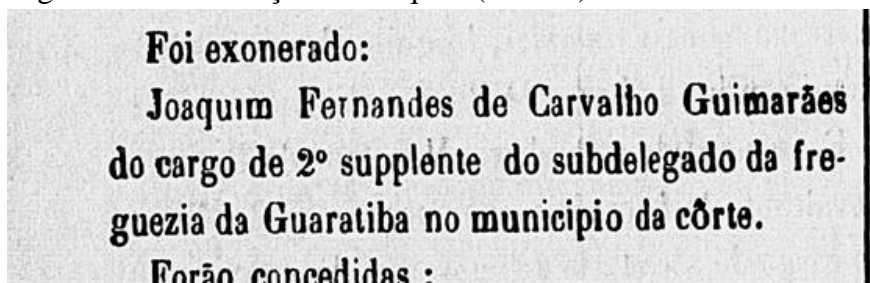 Foi exonerado:
Joaquim Fernandes de Carvalho Guimarães
do cargo de 2º supplente do subdelegado da fre-
guezia da Guaratiba no municipio da côrte.
Forão concedidas :